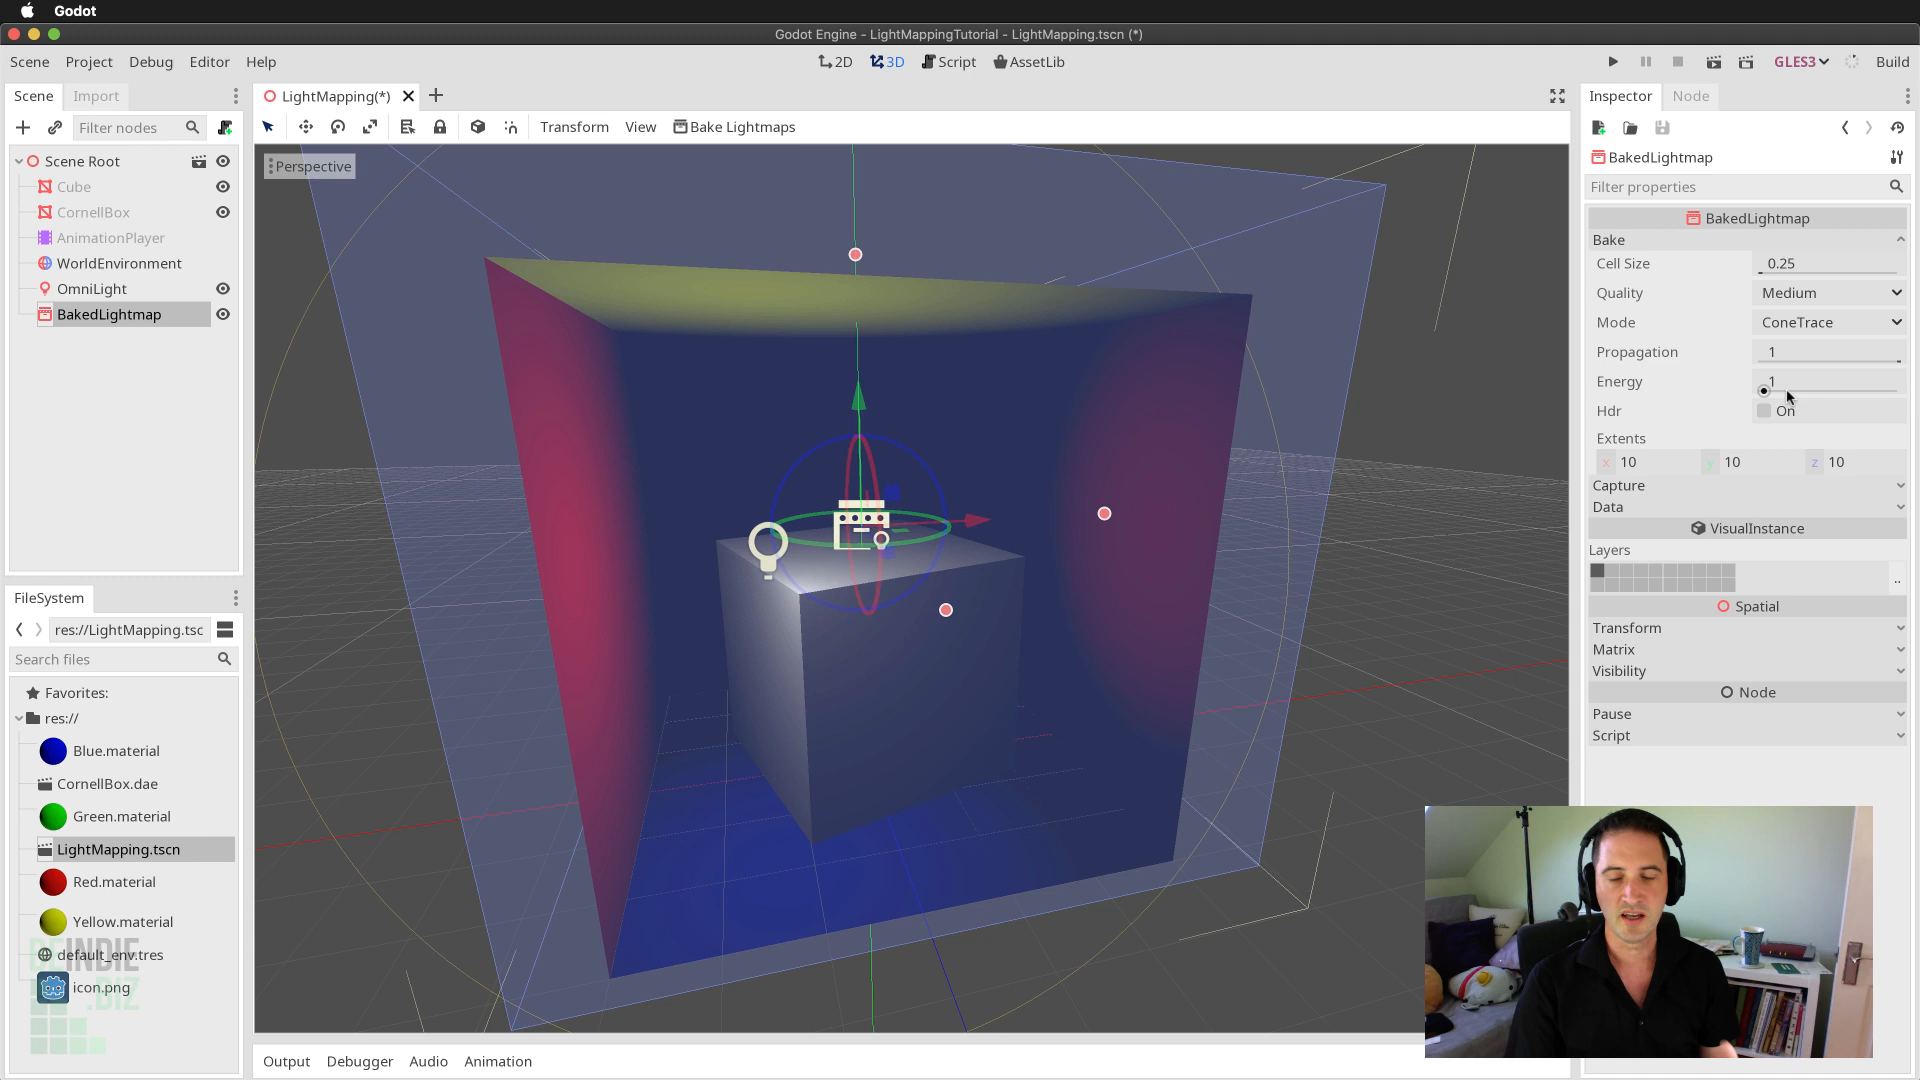 Godot
Godot Engine - LightMappingTutorial - LightMapping.tscn (*)
Scene Project Debug Editor Help
2D 3D Script AssetLib
GLES3 Build
Scene Import
LightMapping(*)
Inspector Node
Filter nodes
Transform View Bake Lightmaps
Perspective
Scene Root
Cube
CornellBox
AnimationPlayer
WorldEnvironment
OmniLight
BakedLightmap
FileSystem
res://LightMapping.tsc
Search files
Favorites:
res://
Blue.material
CornellBox.dae
Green.material
LightMapping.tscn
Red.material
Yellow.material
default_env.tres
icon.png
INDIE
.BIZ
Output Debugger Audio Animation
BakedLightmap
Filter properties
BakedLightmap
Bake
Cell Size 0.25
Quality Medium
Mode ConeTrace
Propagation 1
Energy 1
Hdr On
Extents
x 10 y 10 z 10
Capture
Data
VisualInstance
Layers
..
Spatial
Transform
Matrix
Visibility
Node
Pause
Script